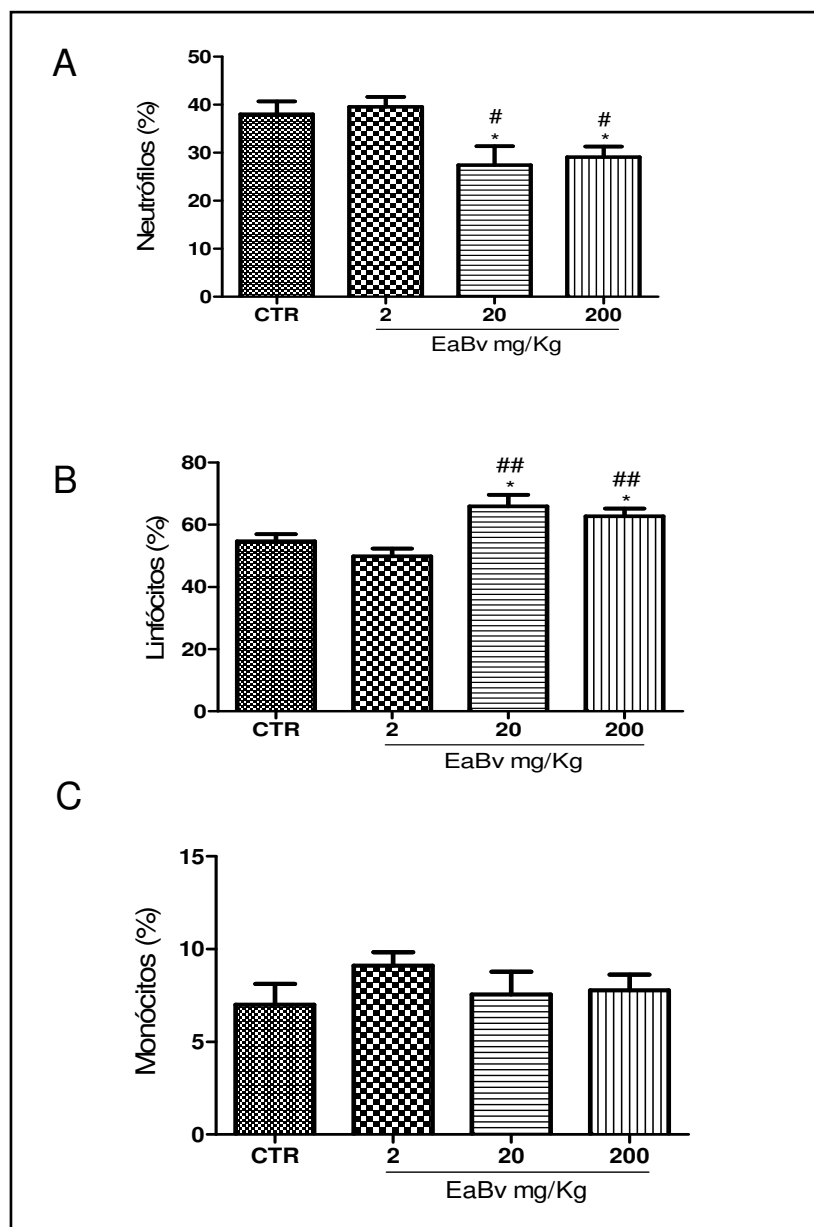 A
Neutrófilos (%)
50
40
30
20
10
0
#
*
#
*
CTR
2
20
200
EaBv mg/Kg
B
Linfócitos (%)
80
60
40
20
0
##
*
##
*
CTR
2
20
200
EaBv mg/Kg
C
Monócitos (%)
15
10
5
0
CTR
2
20
200
EaBv mg/Kg